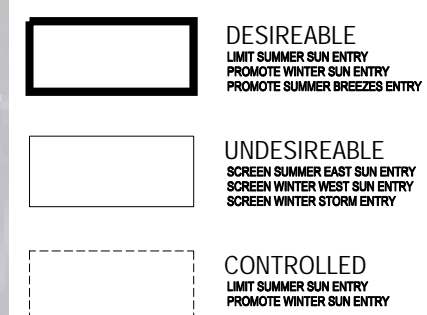 DESIREABLE
LIMIT SUMMER SUN ENTRY
PROMOTE WINTER SUN ENTRY
PROMOTE SUMMER BREEZES ENTRY
UNDESIREABLE
SCREEN SUMMER EAST SUN ENTRY
SCREEN WINTER WEST SUN ENTRY
SCREEN WINTER STORM ENTRY
CONTROLLED
LIMIT SUMMER SUN ENTRY
PROMOTE WINTER SUN ENTRY